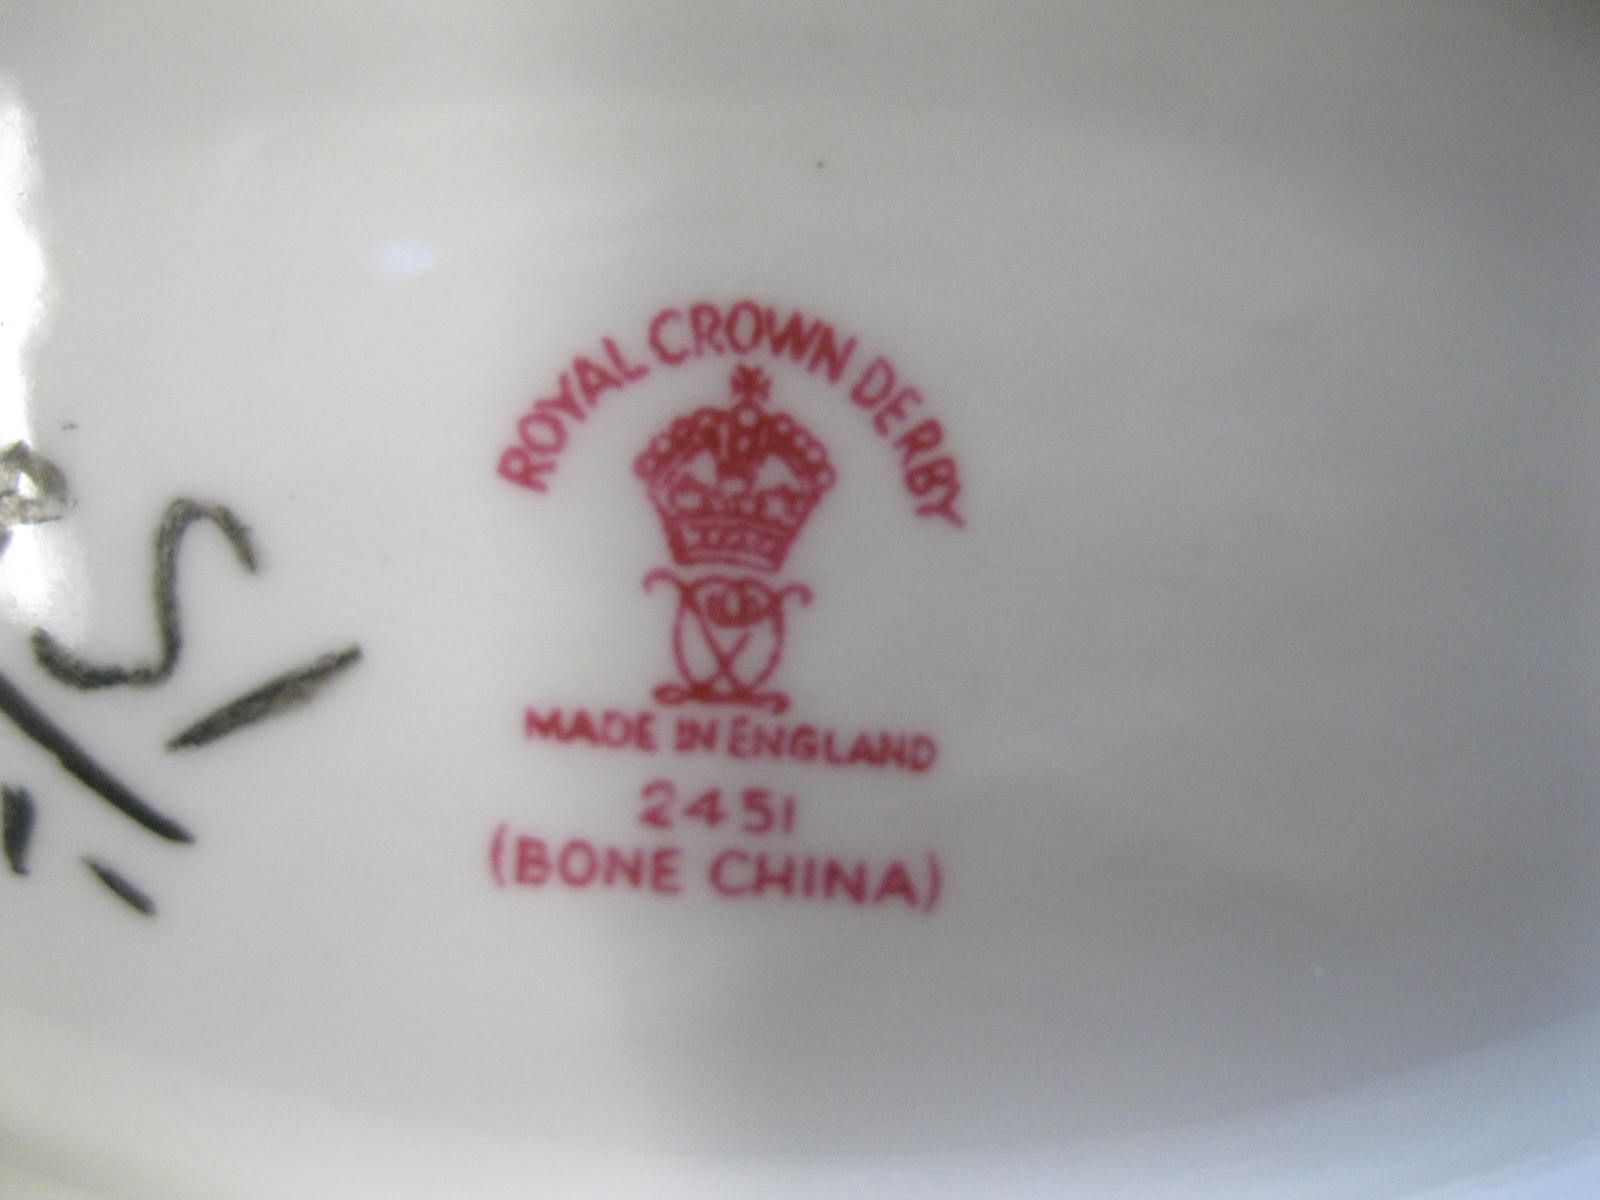 ROYAL CROWN DERBY
MADE IN ENGLAND
2451
(BONE CHINA)